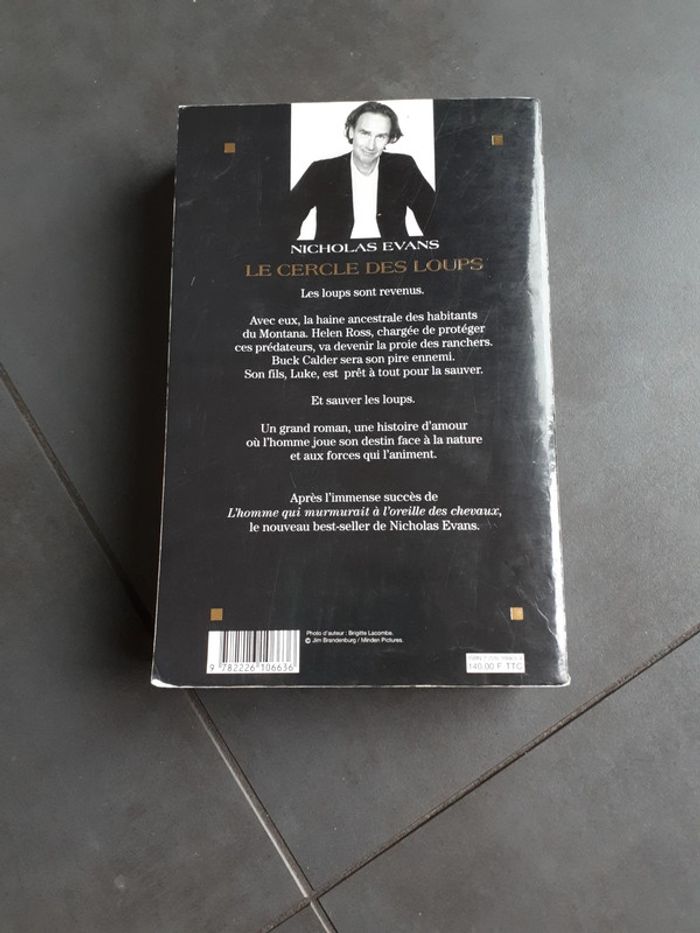 NICHOLAS EVANS
LE CERCLE DES LOUPS
Les loups sont revenus.
Avec eux, la haine ancestrale des habitants
du Montana. Helen Ross, chargée de protéger
ces prédateurs, va devenir la proie des ranchers.
Buck Calder sera son pire ennemi.
Son fils, Luke, est prêt à tout pour la sauver.
Et sauver les loups.
Un grand roman, une histoire d'amour
où l'homme joue son destin face à la nature
et aux forces qui l'animent.
Après l'immense succès de
L'homme qui murmurait à l'oreille des chevaux,
le nouveau best-seller de Nicholas Evans.
Photo d'auteur : Brigitte Lacombe.
© Jim Brandenburg / Minden Pictures.
9 782226 106636
140.00 F TTC